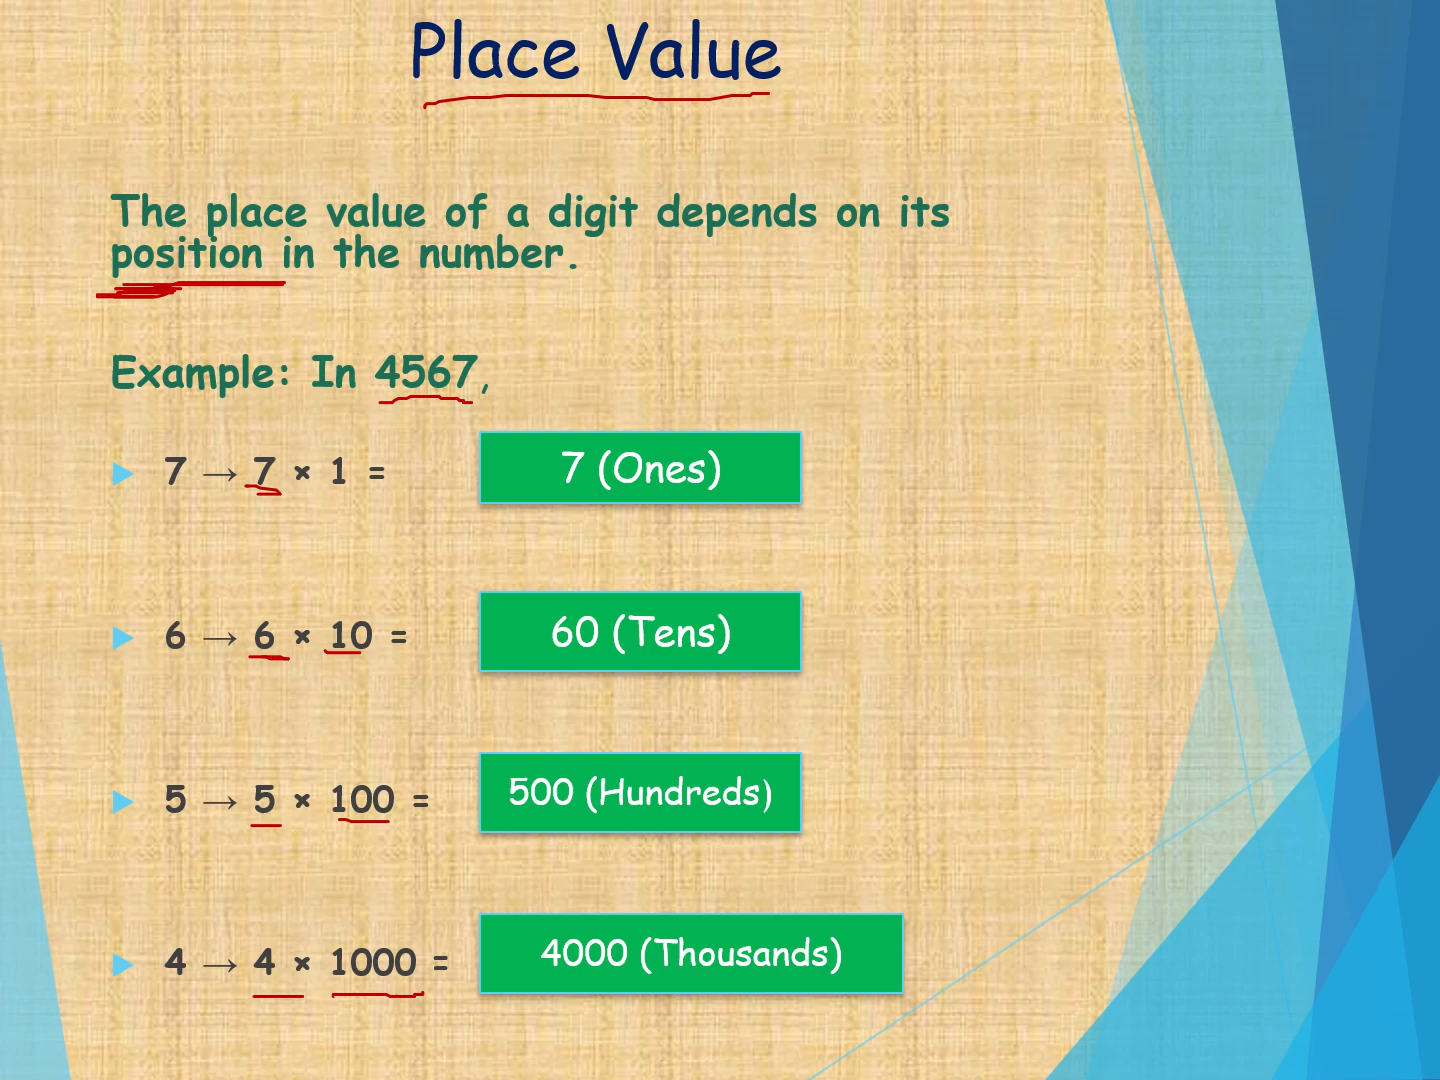 Place Value
The place value of a digit depends on its
position in the number.
Example: In 4567,
7 → 7 × 1 = 7 (Ones)
6 → 6 × 10 = 60 (Tens)
5 → 5 × 100 = 500 (Hundreds)
4 → 4 × 1000 = 4000 (Thousands)